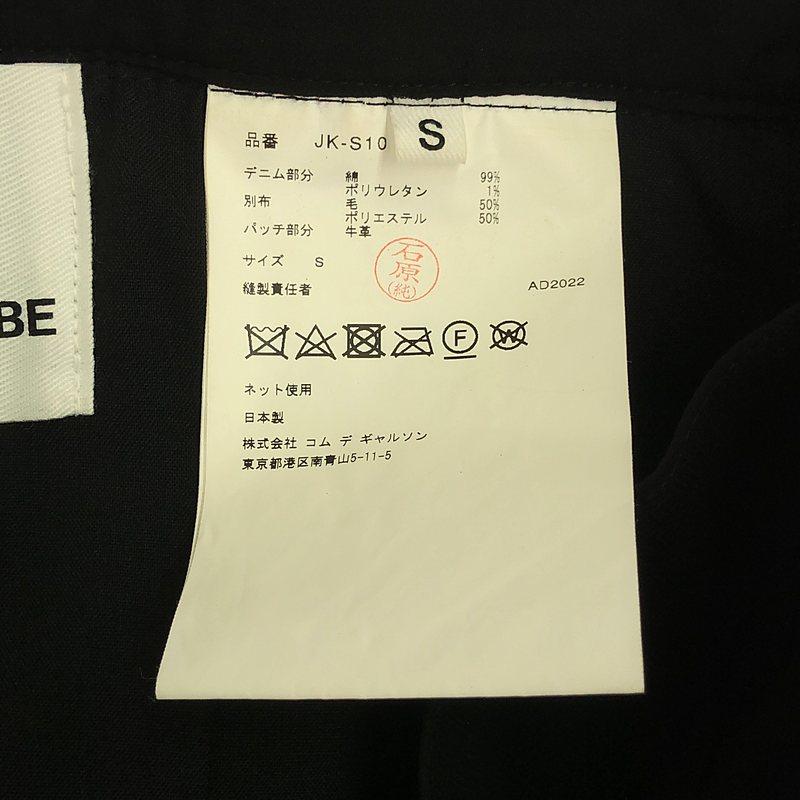 BE
S
品番 JK-S10
デニム部分 綿 99%
ポリウレタン 1%
別布 毛 50%
ポリエステル 50%
パッチ部分 牛革
サイズ S
縫製責任者 石原(純)
AD2022
F
W
ネット使用
日本製
株式会社 コム デ ギャルソン
東京都港区南青山5-11-5